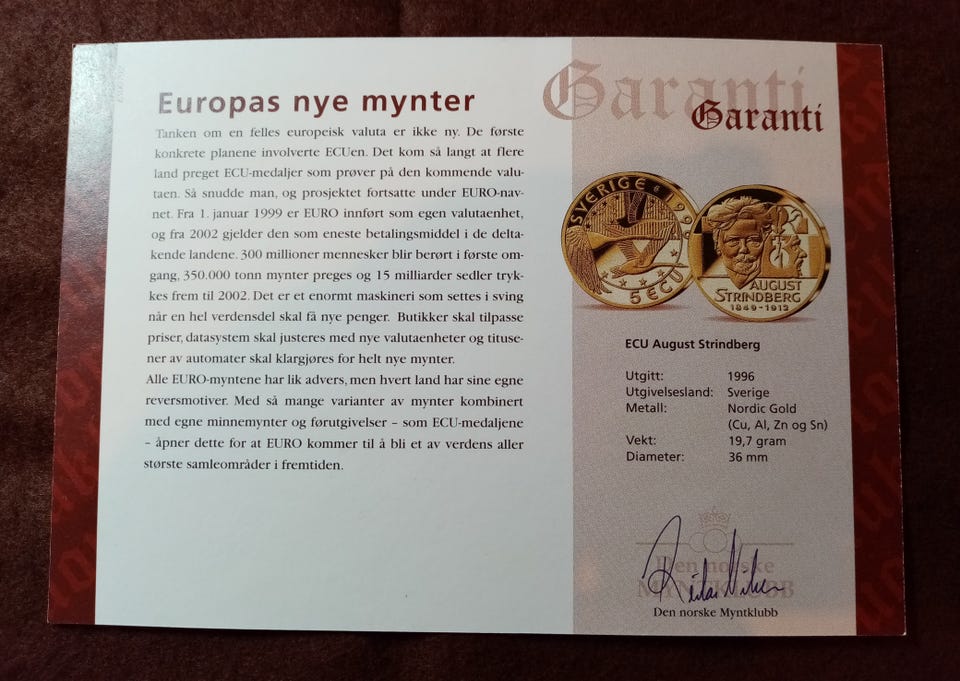 Europas nye mynter
Tanken om en felles europeisk valuta er ikke ny. De første
konkrete planene involverte ECUen. Det kom så langt at flere
land preget ECU-medaljer som prøver på den kommende valu-
taen. Så snudde man, og prosjektet fortsatte under EURO-nav-
net. Fra 1. januar 1999 er EURO innført som egen valutaenhet,
og fra 2002 gjelder den som eneste betalingsmiddel i de delta-
kende landene. 300 millioner mennesker blir berørt i første om-
gang, 350.000 tonn mynter preges og 15 milliarder sedler tryk-
kes frem til 2002. Det er et enormt maskineri som settes i sving
når en hel verdensdel skal få nye penger. Butikker skal tilpasse
priser, datasystem skal justeres med nye valutaenheter og tituse-
ner av automater skal klargjøres for helt nye mynter.
Alle EURO-myntene har lik advers, men hvert land har sine egne
reversmotiver. Med så mange varianter av mynter kombinert
med egne minnemynter og førutgivelser – som ECU-medaljene
– åpner dette for at EURO kommer til å bli et av verdens aller
største samleområder i fremtiden.
Garanti
Garanti
SVERIGE 1996
5 ECU
AUGUST
STRINDBERG
1849-1912
ECU August Strindberg
Utgitt: 1996
Utgivelsesland: Sverige
Metall: Nordic Gold
(Cu, Al, Zn og Sn)
Vekt: 19,7 gram
Diameter: 36 mm
Den norske
MYNTKLUBB
Den norske Myntklubb